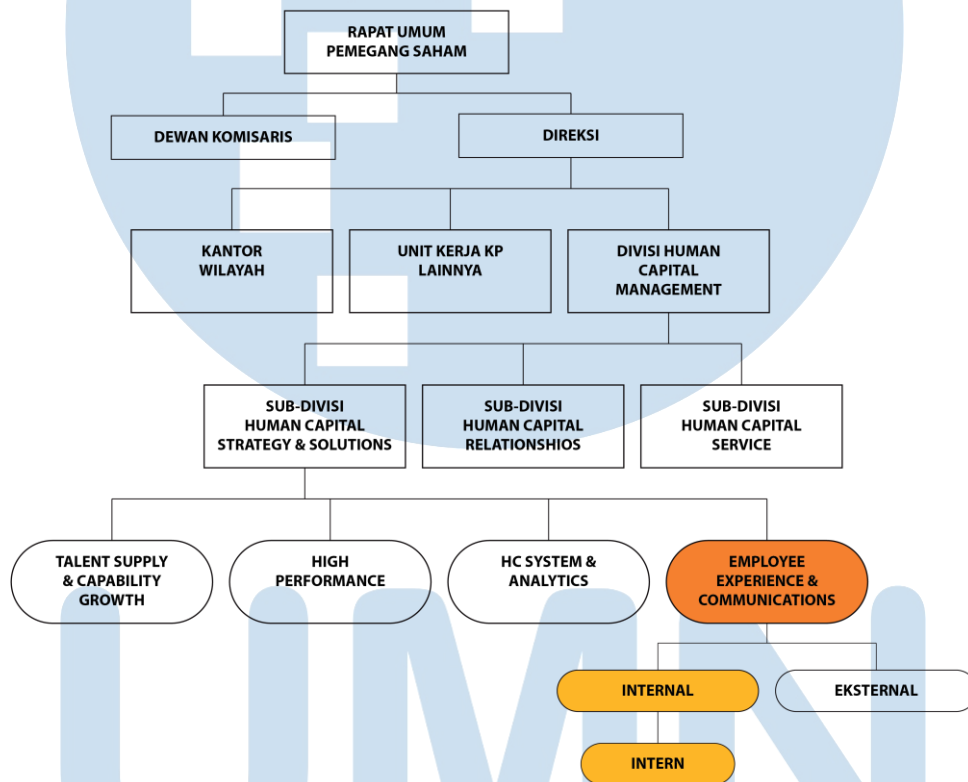 RAPAT UMUM
PEMEGANG SAHAM
DEWAN KOMISARIS
DIREKSI
KANTOR
WILAYAH
UNIT KERJA KP
LAINNYA
DIVISI HUMAN
CAPITAL
MANAGEMENT
SUB-DIVISI
HUMAN CAPITAL
STRATEGY & SOLUTIONS
SUB-DIVISI
HUMAN CAPITAL
RELATIONSHIOS
SUB-DIVISI
HUMAN CAPITAL
SERVICE
TALENT SUPPLY
& CAPABILITY
GROWTH
HIGH
PERFORMANCE
HC SYSTEM &
ANALYTICS
EMPLOYEE
EXPERIENCE &
COMMUNICATIONS
INTERNAL
EKSTERNAL
INTERN
UMN